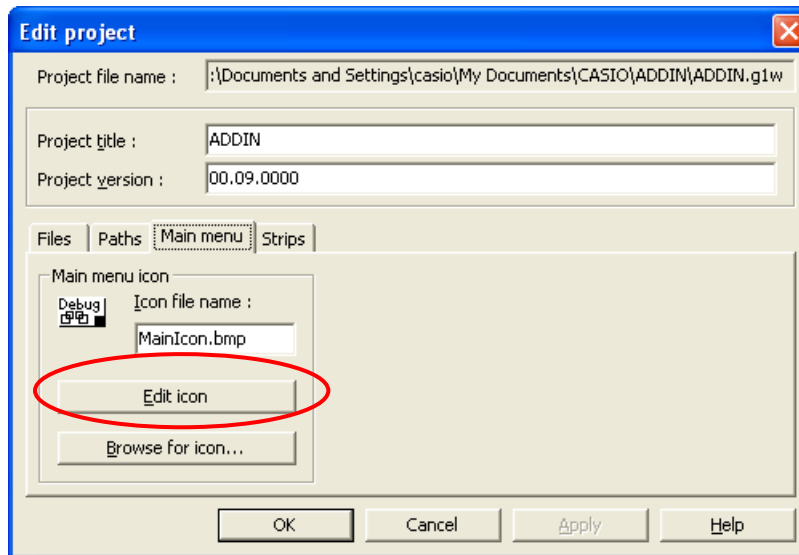 Edit project
Project file name : :\Documents and Settings\casio\My Documents\CASIO\ADDIN\ADDIN.g1w
Project title : ADDIN
Project version : 00.09.0000
Files Paths Main menu Strips
Main menu icon
Debug
Icon file name :
MainIcon.bmp
Edit icon
Browse for icon...
OK Cancel Apply Help